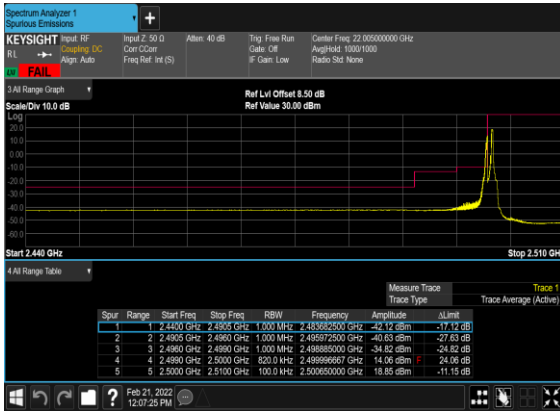 Spectrum Analyzer 1
Spurious Emissions
+
KEYSIGHT Input: RF Input Z: 50 Ω Atten: 40 dB Trig: Free Run Center Freq: 22.005000000 GHz
RL Coupling: DC Corr CCorr Gate: Off Avg|Hold: 1000/1000
Align: Auto Freq Ref: Int (S) IF Gain: Low Radio Std: None
FAIL
3 All Range Graph
Ref Lvl Offset 8.50 dB
Scale/Div 10.0 dB Ref Value 30.00 dBm
Log
20.0
10.0
0.00
-10.0
-20.0
-30.0
-40.0
-50.0
-60.0
Start 2.440 GHz Stop 2.510 GH
4 All Range Table
Measure Trace Trace 1
Trace Type Trace Average (Active)
Spur Range Start Freq Stop Freq RBW Frequency Amplitude ΔLimit
1 1 2.4400 GHz 2.4905 GHz 1.000 MHz 2.483682500 GHz -42.12 dBm -17.12 dB
2 2 2.4905 GHz 2.4960 GHz 1.000 MHz 2.495972500 GHz -40.63 dBm -27.63 dB
3 3 2.4960 GHz 2.4990 GHz 1.000 MHz 2.498885000 GHz -34.82 dBm -24.82 dB
4 4 2.4990 GHz 2.5000 GHz 820.0 kHz 2.499996667 GHz 14.06 dBm F 24.06 dB
5 5 2.5000 GHz 2.5100 GHz 100.0 kHz 2.500650000 GHz 18.85 dBm -11.15 dB
?
Feb 21, 2022
12:07:25 PM